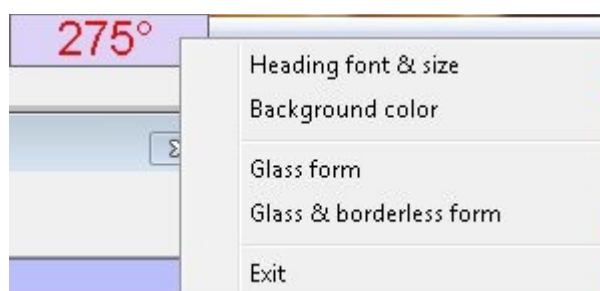 275°
Heading font & size
Background color
Glass form
Glass & borderless form
Exit